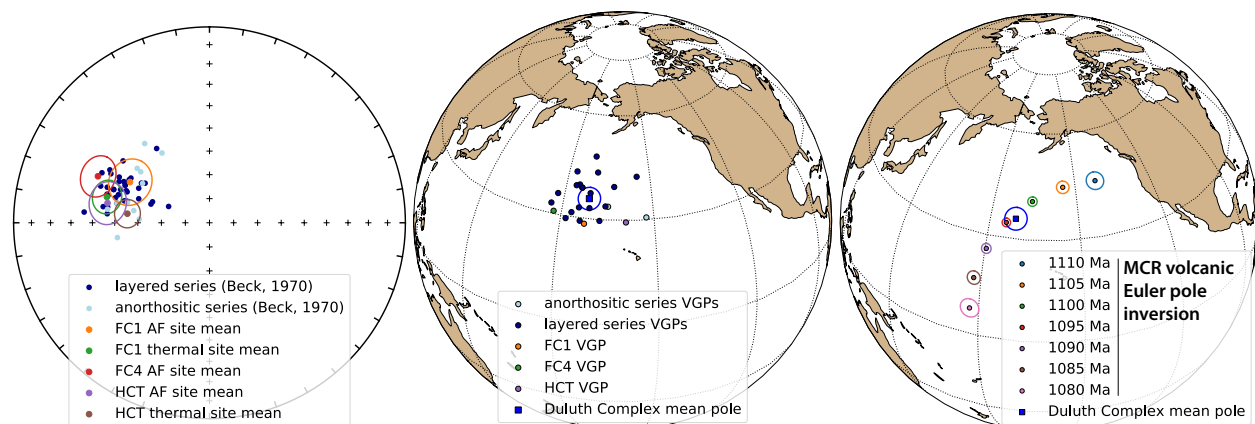 layered series (Beck, 1970)
anorthositic series (Beck, 1970)
FC1 AF site mean
FC1 thermal site mean
FC4 AF site mean
HCT AF site mean
HCT thermal site mean
anorthositic series VGPs
layered series VGPs
FC1 VGP
FC4 VGP
HCT VGP
Duluth Complex mean pole
1110 Ma
1105 Ma
1100 Ma
1095 Ma
1090 Ma
1085 Ma
1080 Ma
Duluth Complex mean pole
MCR volcanic
Euler pole
inversion